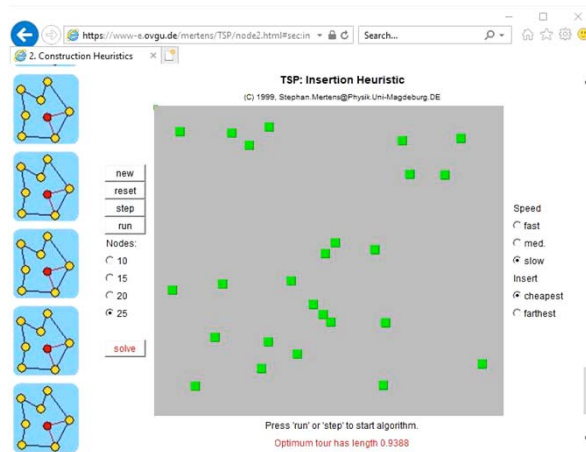 https://www-e.ovgu.de/mertens/TSP/node2.html#sec:in
Search...
2. Construction Heuristics
TSP: Insertion Heuristic
(C) 1999, Stephan.Mertens@Physik.Uni-Magdeburg.DE
new
reset
step
run
Nodes:
10
15
20
25
solve
Speed
fast
med.
slow
Insert
cheapest
farthest
Press 'run' or 'step' to start algorithm.
Optimum tour has length 0.9388